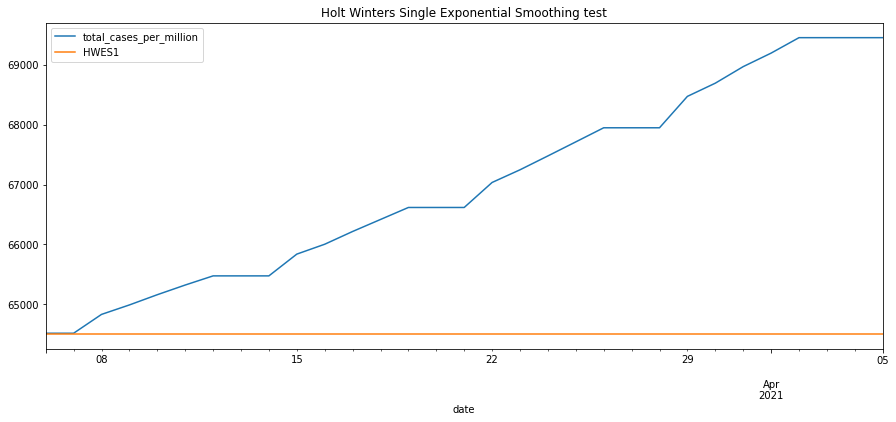 Holt Winters Single Exponential Smoothing test
total_cases_per_million
HWES1
69000
68000
67000
66000
65000
08
15
22
29
05
Apr
2021
date